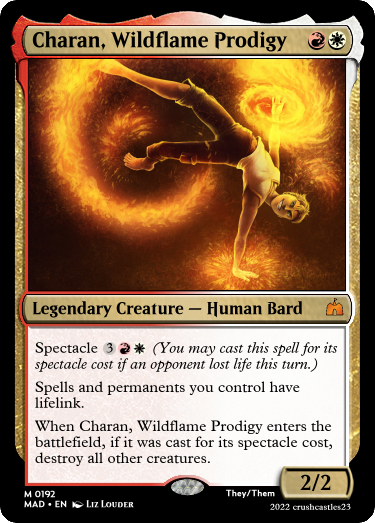 Charan, Wildflame Prodigy
Legendary Creature — Human Bard
Spectacle 3 (You may cast this spell for its
spectacle cost if an opponent lost life this turn.)
Spells and permanents you control have
lifelink.
When Charan, Wildflame Prodigy enters the
battlefield, if it was cast for its spectacle cost,
destroy all other creatures.
2/2
M 0192
MAD • EN Liz Louder
They/Them
2022 crushcastles23